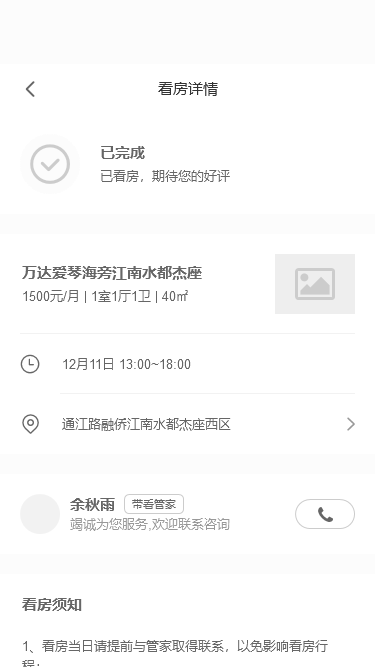 看房详情
已完成
已看房，期待您的好评
万达爱琴海旁江南水都杰座
1500元/月 | 1室1厅1卫 | 40㎡
12月11日 13:00~18:00
通江路融侨江南水都杰座西区
余秋雨 带看管家
竭诚为您服务,欢迎联系咨询
看房须知
1、看房当日请提前与管家取得联系，以免影响看房行
程；